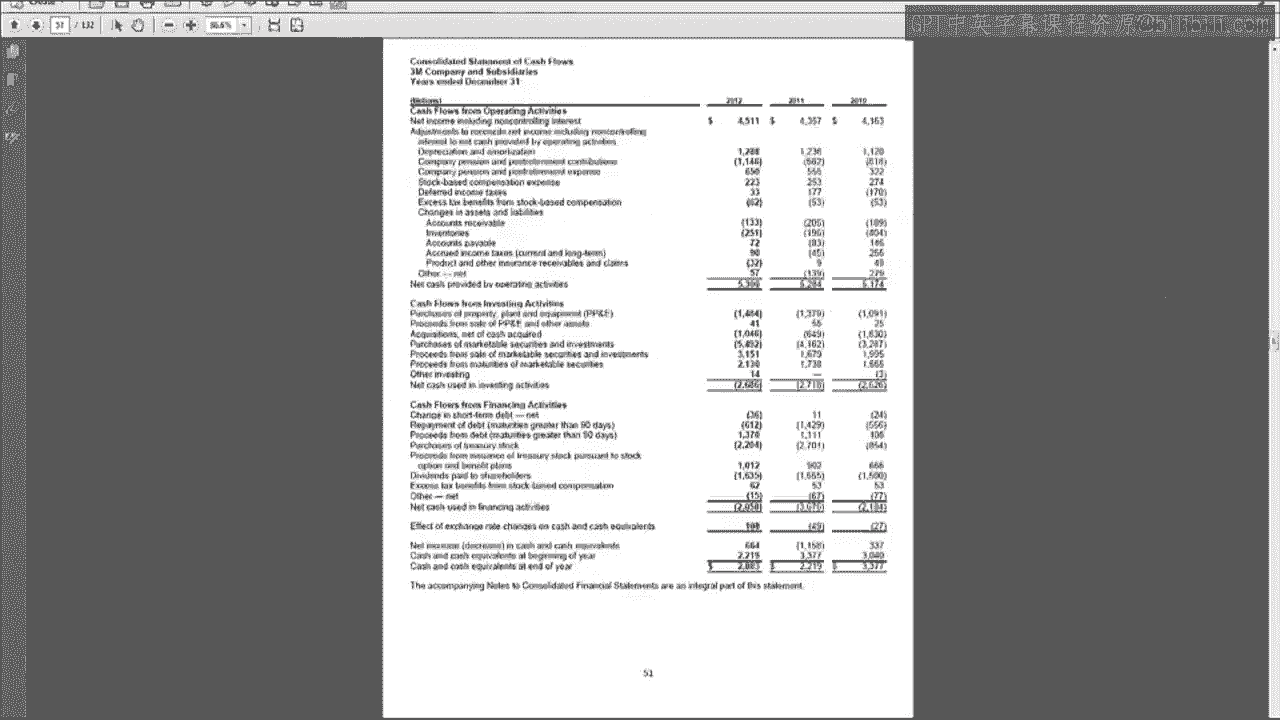 51 / 132
86.6%
中英字幕课程资源@bilibili
Consolidated Statement of Cash Flows
3M Company and Subsidiaries
Years ended December 31
(Millions) 2012 2011 2010
Cash Flows from Operating Activities
Net income including noncontrolling interest $ 4,511 $ 4,357 $ 4,163
Adjustments to reconcile net income including noncontrolling
interest to net cash provided by operating activities
Depreciation and amortization 1,288 1,236 1,120
Company pension and postretirement contributions (1,146) (582) (618)
Company pension and postretirement expense 650 555 322
Stock-based compensation expense 223 253 274
Deferred income taxes 33 177 (170)
Excess tax benefits from stock-based compensation (62) (53) (53)
Changes in assets and liabilities
Accounts receivable (133) (205) (189)
Inventories (251) (196) (404)
Accounts payable 72 (83) 146
Accrued income taxes (current and long-term) 90 (45) 255
Product and other insurance receivables and claims (32) 9 49
Other — net 57 (139) 279
Net cash provided by operating activities 5,300 5,284 5,174
Cash Flows from Investing Activities
Purchases of property, plant and equipment (PP&E) (1,484) (1,379) (1,091)
Proceeds from sale of PP&E and other assets 41 55 25
Acquisitions, net of cash acquired (1,046) (649) (1,830)
Purchases of marketable securities and investments (5,492) (4,162) (3,287)
Proceeds from sale of marketable securities and investments 3,151 1,679 1,995
Proceeds from maturities of marketable securities 2,130 1,738 1,565
Other investing 14 — (3)
Net cash used in investing activities (2,686) (2,718) (2,626)
Cash Flows from Financing Activities
Change in short-term debt — net (36) 11 (24)
Repayment of debt (maturities greater than 90 days) (612) (1,429) (556)
Proceeds from debt (maturities greater than 90 days) 1,370 1,111 108
Purchases of treasury stock (2,204) (2,701) (854)
Proceeds from issuance of treasury stock pursuant to stock
option and benefit plans 1,012 902 666
Dividends paid to shareholders (1,635) (1,555) (1,500)
Excess tax benefits from stock-based compensation 62 53 53
Other — net (15) (67) (77)
Net cash used in financing activities (2,058) (3,675) (2,184)
Effect of exchange rate changes on cash and cash equivalents 108 (49) (27)
Net increase (decrease) in cash and cash equivalents 664 (1,158) 337
Cash and cash equivalents at beginning of year 2,219 3,377 3,040
Cash and cash equivalents at end of year $ 2,883 $ 2,219 $ 3,377
The accompanying Notes to Consolidated Financial Statements are an integral part of this statement.
51